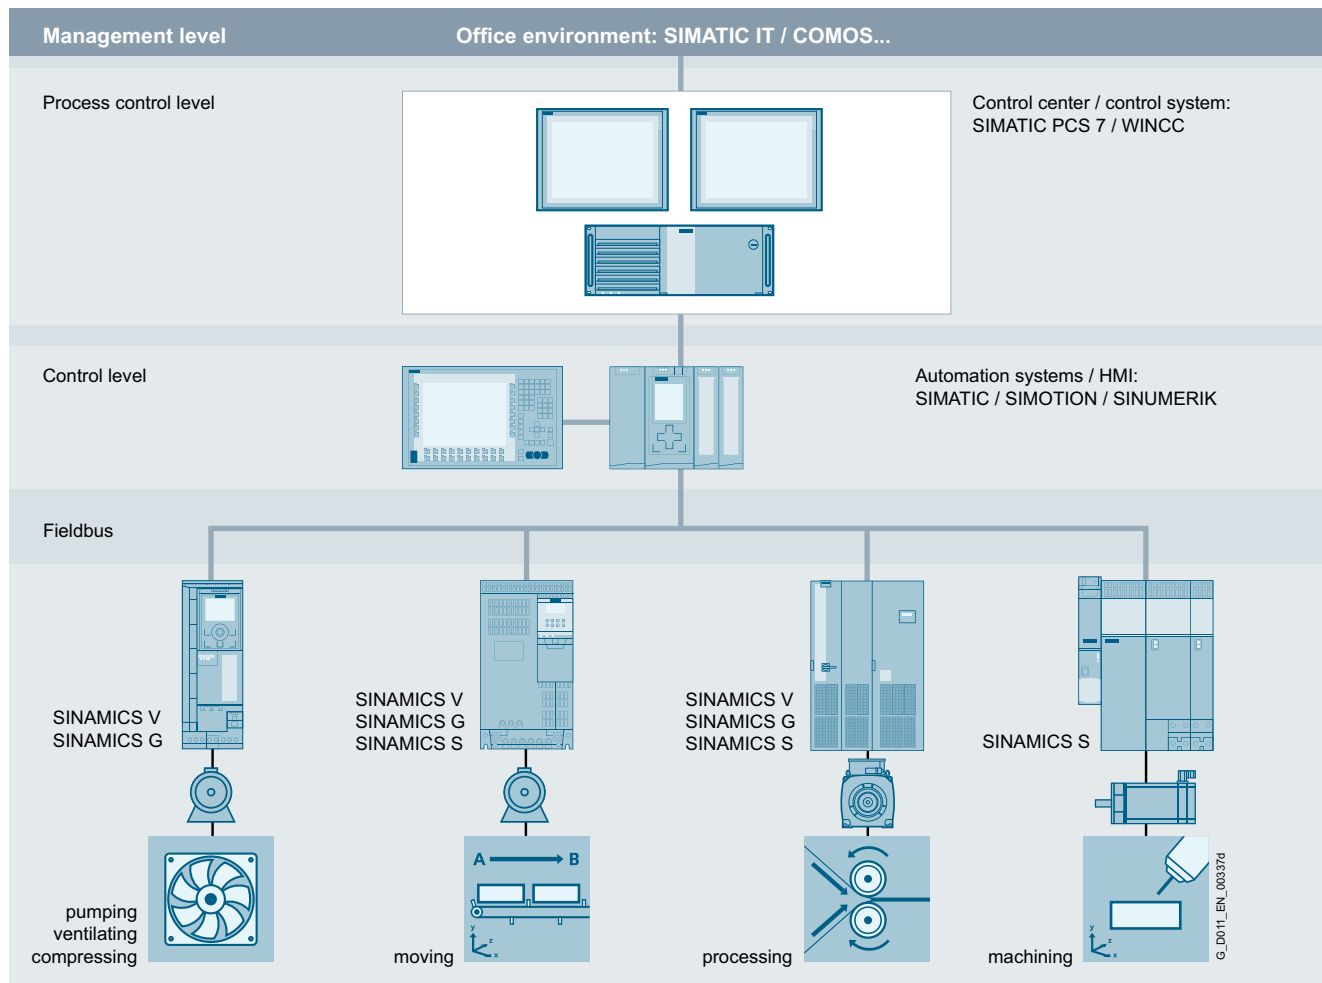 Management level
Office environment: SIMATIC IT / COMOS...
Process control level
Control center / control system:
SIMATIC PCS 7 / WINCC
Control level
Automation systems / HMI:
SIMATIC / SIMOTION / SINUMERIK
Fieldbus
SINAMICS V
SINAMICS G
SINAMICS V
SINAMICS G
SINAMICS S
SINAMICS V
SINAMICS G
SINAMICS S
SINAMICS S
pumping
ventilating
compressing
A B
y
z
x
moving
processing
y
z
x
machining
G_D011_EN_00337d